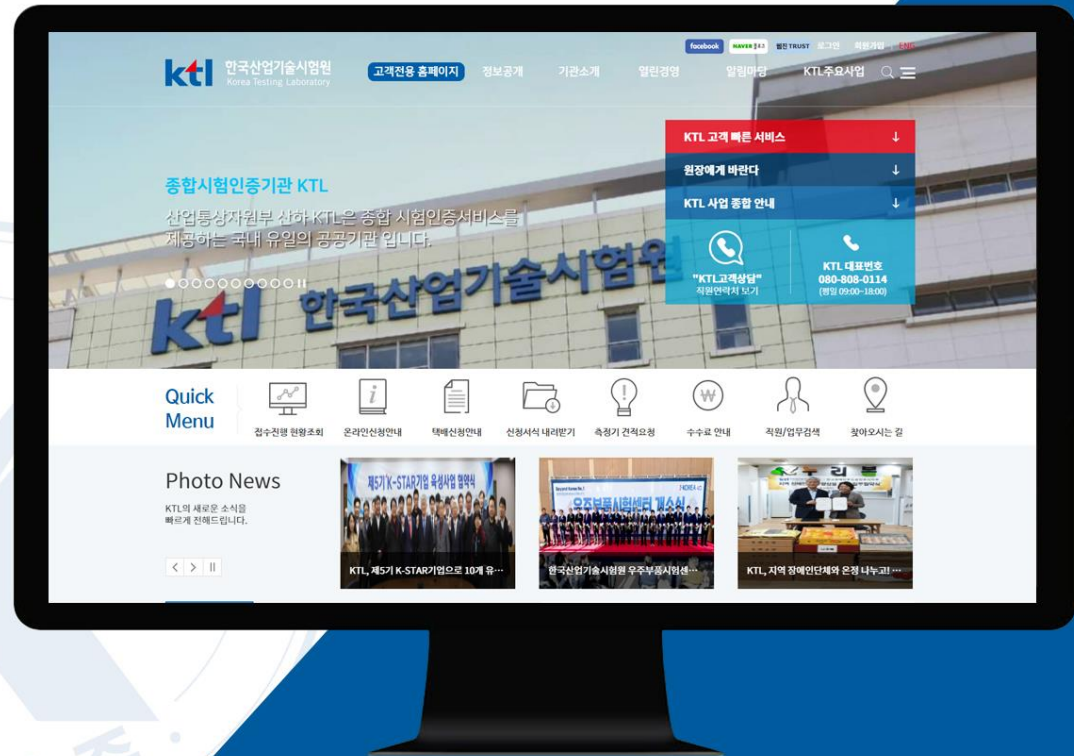 facebook NAVER 블로그 웹진TRUST 로그인 회원가입 ENG
ktl 한국산업기술시험원
Korea Testing Laboratory
고객전용 홈페이지 정보공개 기관소개 열린경영 알림마당 KTL주요사업
KTL 고객 빠른 서비스
원장에게 바란다
KTL 사업 종합 안내
"KTL고객상담"
직원연락처 보기
KTL 대표번호
080-808-0114
(평일 09:00~18:00)
종합시험인증기관 KTL
산업통상자원부 산하 KTL은 종합 시험인증서비스를
제공하는 국내 유일의 공공기관 입니다.
ktl 한국산업기술시험원
Quick
Menu
접수진행 현황조회 온라인신청안내 택배신청안내 신청서식 내려받기 측정기 견적요청 수수료 안내 직원/업무검색 찾아오시는 길
Photo News
KTL의 새로운 소식을
빠르게 전해드립니다.
제5기 K-STAR기업 육성사업 협약식
KTL, 제5기 K-STAR기업으로 10개 유…
우주부품시험센터 개소식
한국산업기술시험원 우주부품시험센…
KTL, 지역 장애인단체와 온정 나누고! …